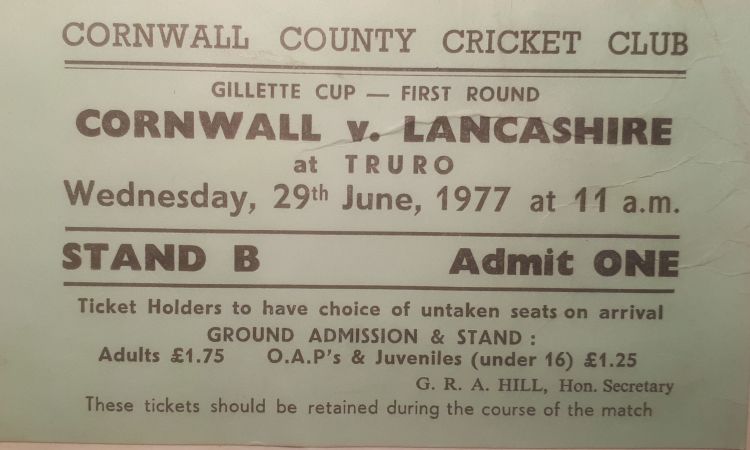 CORNWALL COUNTY CRICKET CLUB
GILLETTE CUP — FIRST ROUND
CORNWALL v. LANCASHIRE
at TRURO
Wednesday, 29th June, 1977 at 11 a.m.
STAND B Admit ONE
Ticket Holders to have choice of untaken seats on arrival
GROUND ADMISSION & STAND :
Adults £1.75 O.A.P's & Juveniles (under 16) £1.25
G. R. A. HILL, Hon. Secretary
These tickets should be retained during the course of the match